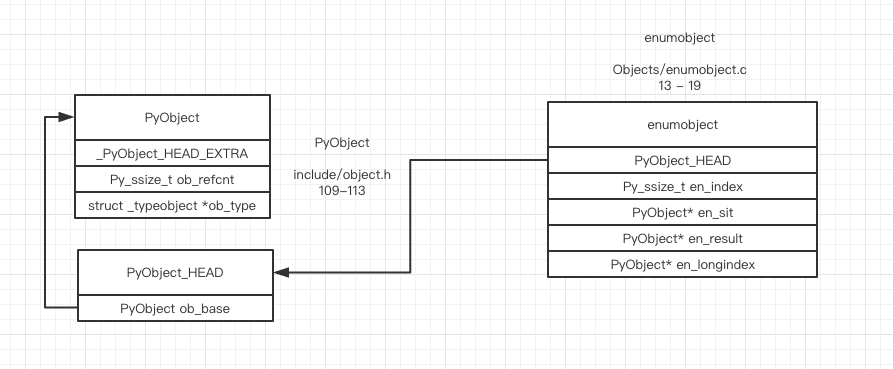 PyObject
_PyObject_HEAD_EXTRA
Py_ssize_t ob_refcnt
struct _typeobject *ob_type
PyObject_HEAD
PyObject ob_base
PyObject
include/object.h
109-113
enumobject
Objects/enumobject.c
13 - 19
enumobject
PyObject_HEAD
Py_ssize_t en_index
PyObject* en_sit
PyObject* en_result
PyObject* en_longindex